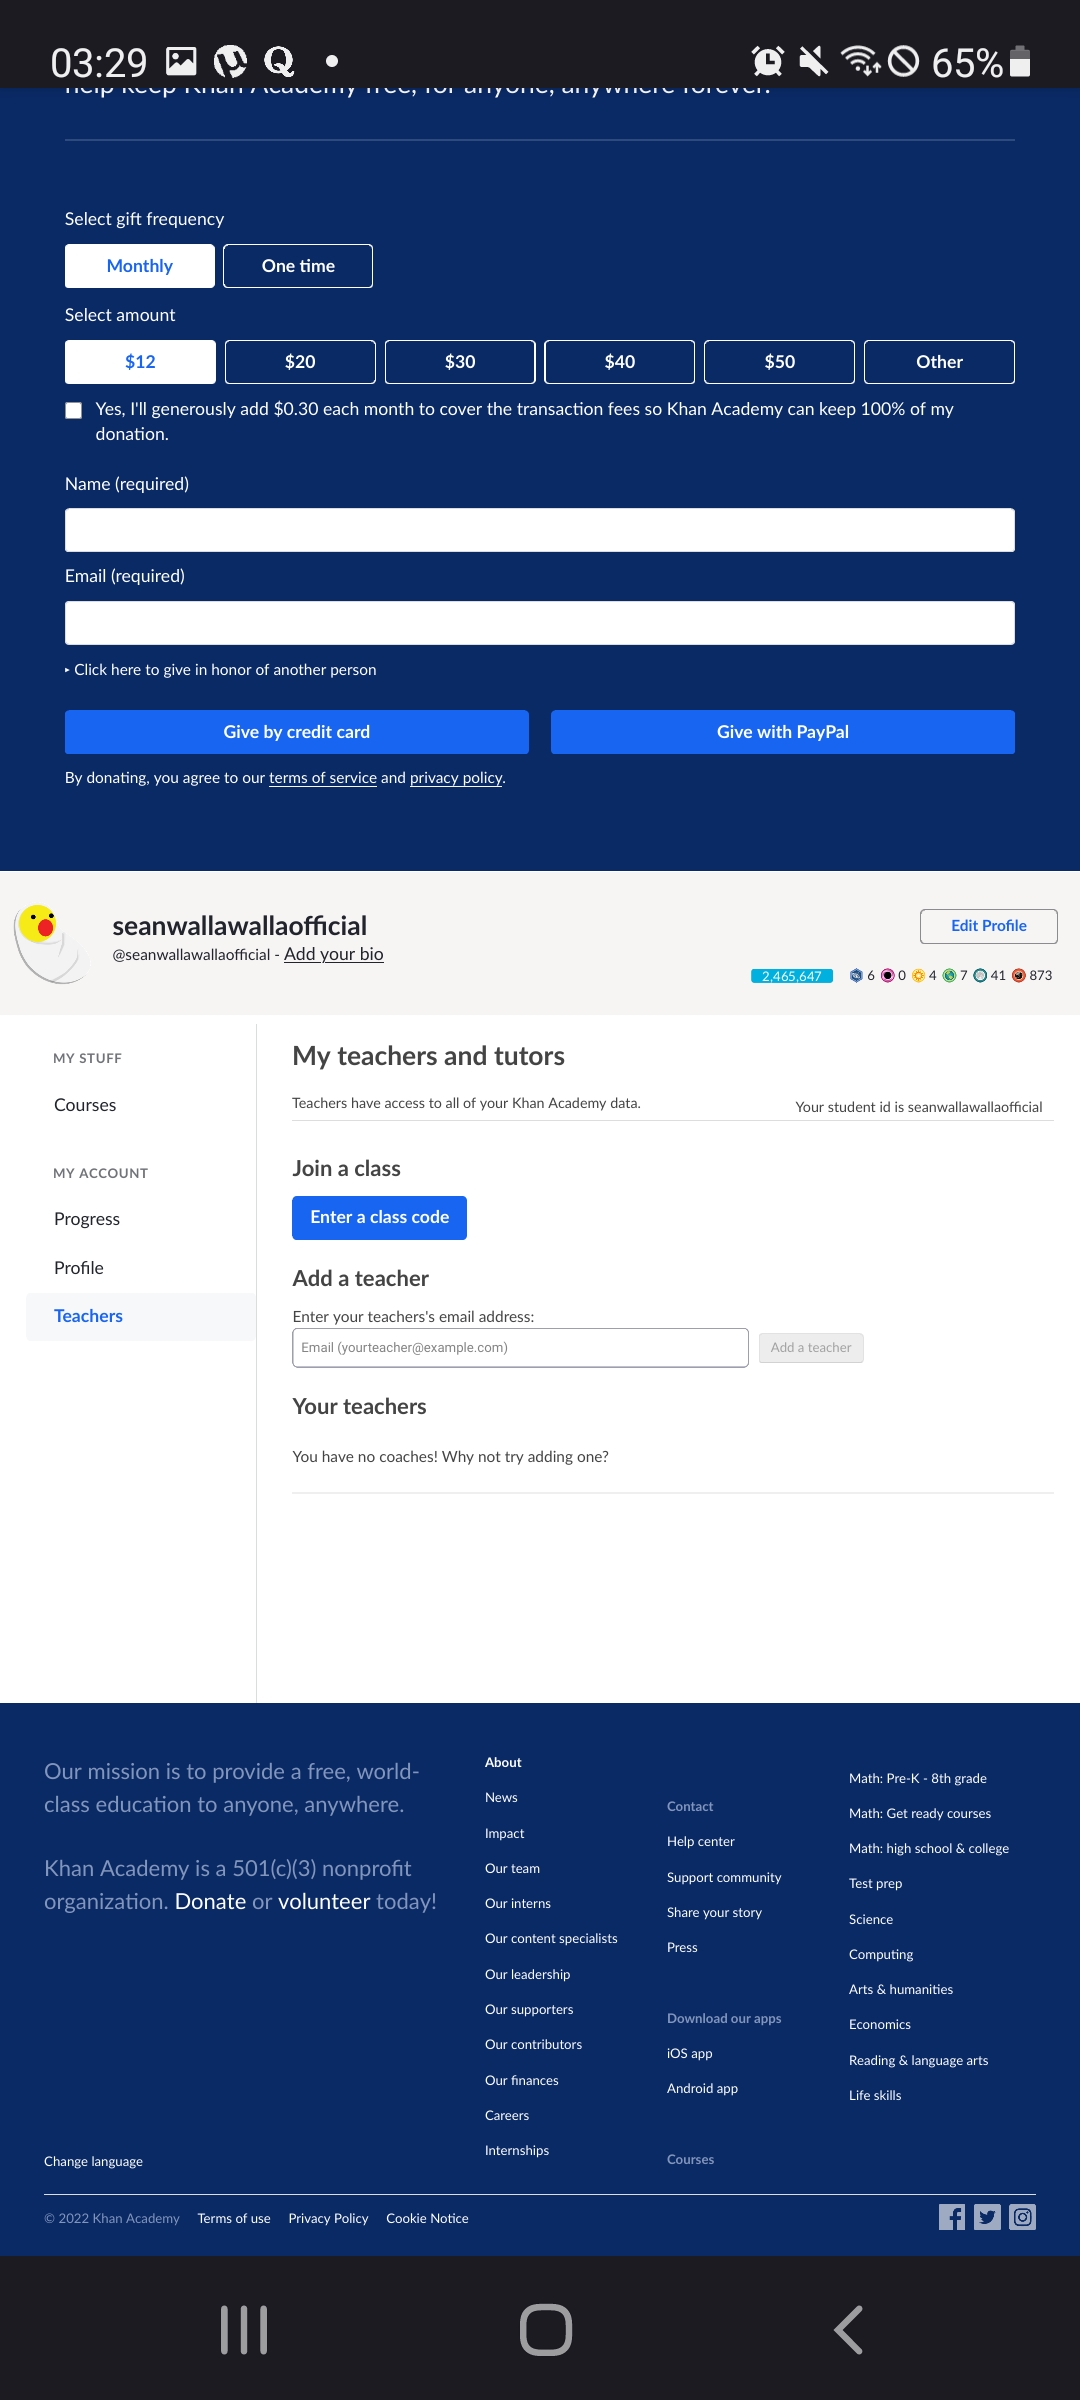 03:29
65%
help keep Khan Academy free, for anyone, anywhere forever.
Select gift frequency
Monthly One time
Select amount
$12 $20 $30 $40 $50 Other
Yes, I'll generously add $0.30 each month to cover the transaction fees so Khan Academy can keep 100% of my
donation.
Name (required)
Email (required)
Click here to give in honor of another person
Give by credit card Give with PayPal
By donating, you agree to our terms of service and privacy policy.
seanwallawallaofficial
@seanwallawallaofficial - Add your bio
Edit Profile
2,465,647 6 0 4 7 41 873
MY STUFF
Courses
MY ACCOUNT
Progress
Profile
Teachers
My teachers and tutors
Teachers have access to all of your Khan Academy data.
Your student id is seanwallawallaofficial
Join a class
Enter a class code
Add a teacher
Enter your teachers's email address:
Email (yourteacher@example.com) Add a teacher
Your teachers
You have no coaches! Why not try adding one?
Our mission is to provide a free, world-
class education to anyone, anywhere.
Khan Academy is a 501(c)(3) nonprofit
organization. Donate or volunteer today!
Change language
About
News
Impact
Our team
Our interns
Our content specialists
Our leadership
Our supporters
Our contributors
Our finances
Careers
Internships
Contact
Help center
Support community
Share your story
Press
Download our apps
iOS app
Android app
Courses
Math: Pre-K - 8th grade
Math: Get ready courses
Math: high school & college
Test prep
Science
Computing
Arts & humanities
Economics
Reading & language arts
Life skills
© 2022 Khan Academy Terms of use Privacy Policy Cookie Notice